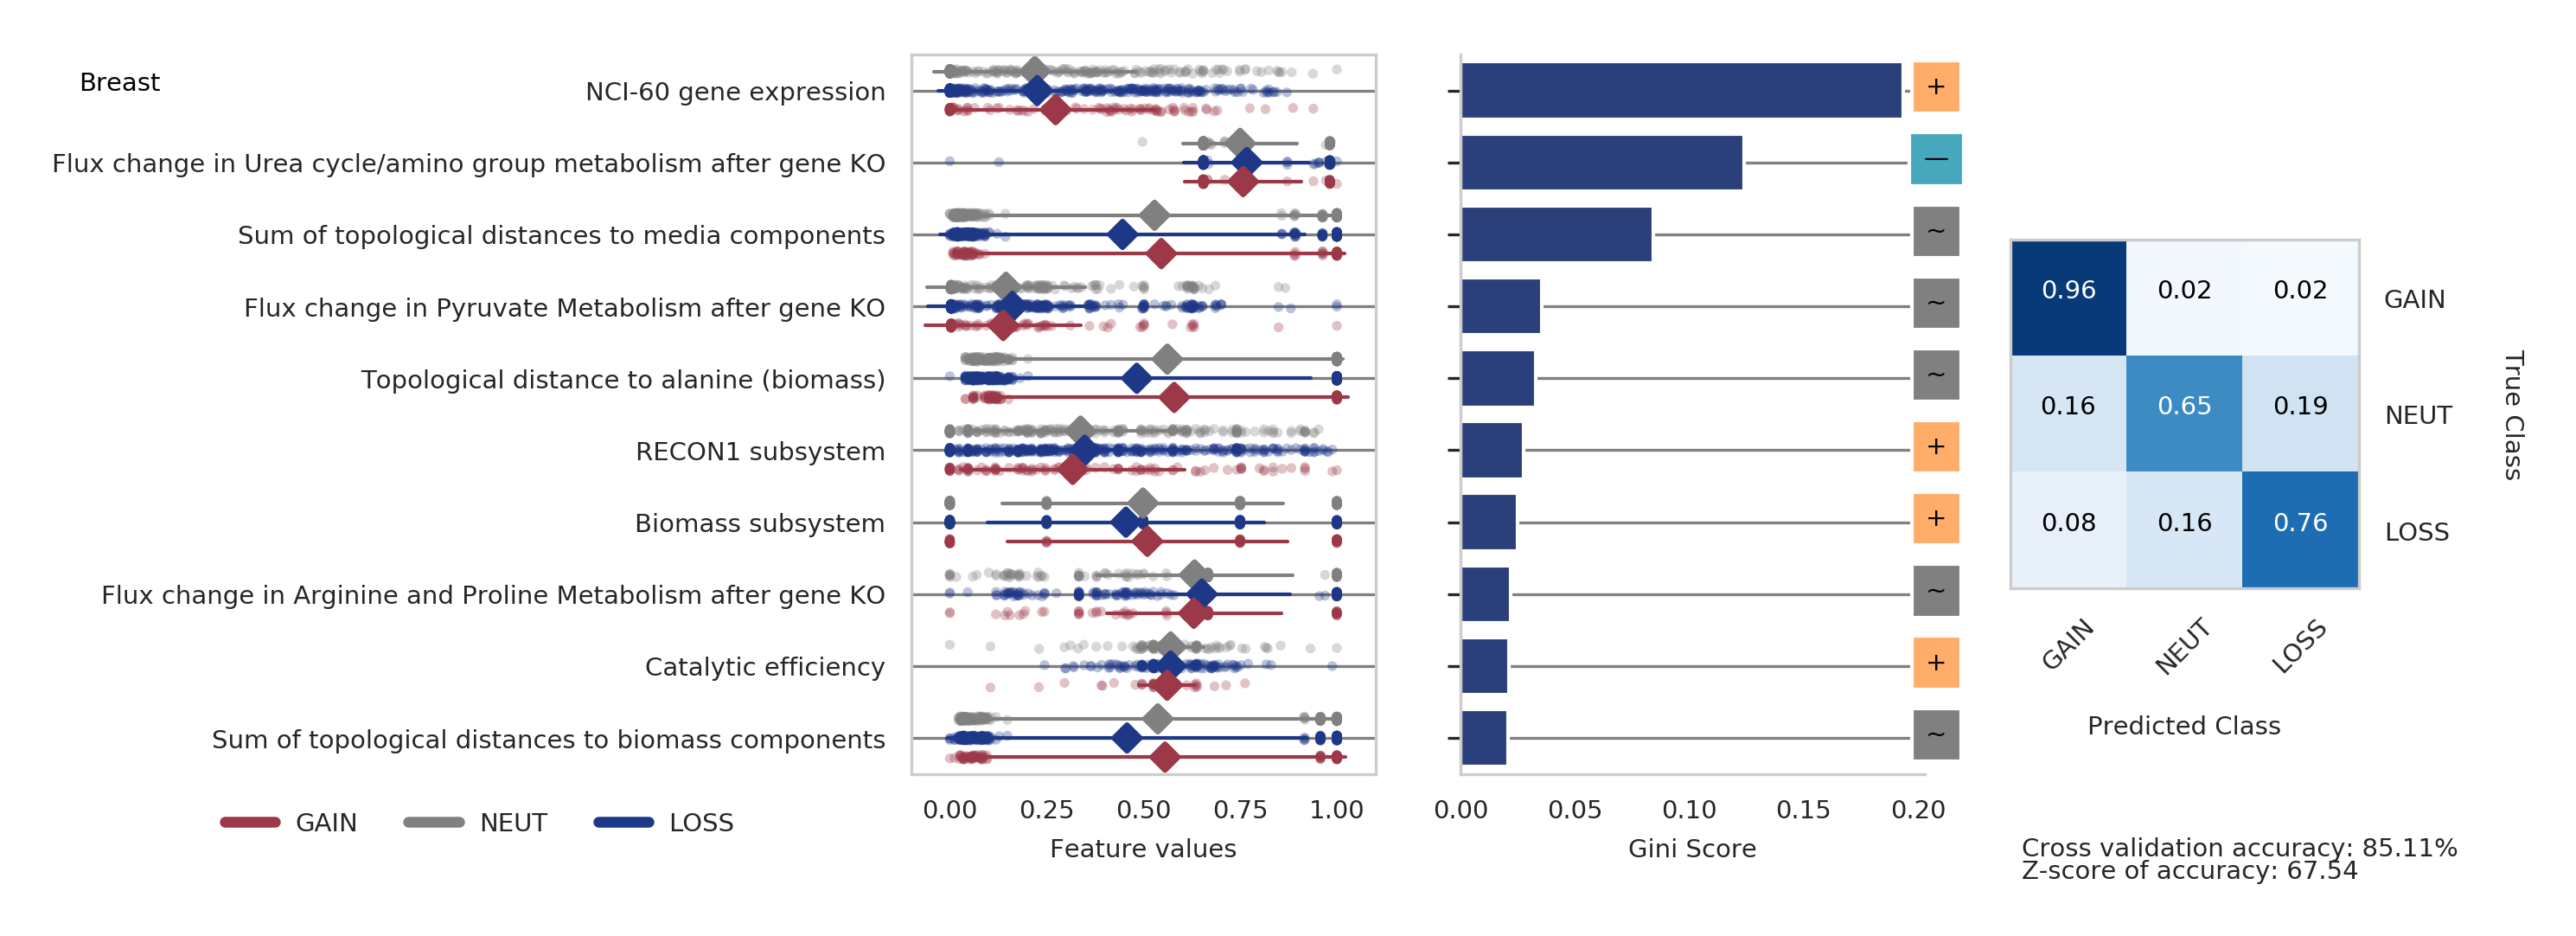 Breast
NCI-60 gene expression
Flux change in Urea cycle/amino group metabolism after gene KO
Sum of topological distances to media components
Flux change in Pyruvate Metabolism after gene KO
Topological distance to alanine (biomass)
RECON1 subsystem
Biomass subsystem
Flux change in Arginine and Proline Metabolism after gene KO
Catalytic efficiency
Sum of topological distances to biomass components
GAIN NEUT LOSS
0.00 0.25 0.50 0.75 1.00
Feature values
+
—
~
~
~
+
+
~
+
~
0.00 0.05 0.10 0.15 0.20
Gini Score
0.96 0.02 0.02 GAIN
0.16 0.65 0.19 NEUT
0.08 0.16 0.76 LOSS
True Class
GAIN NEUT LOSS
Predicted Class
Cross validation accuracy: 85.11%
Z-score of accuracy: 67.54